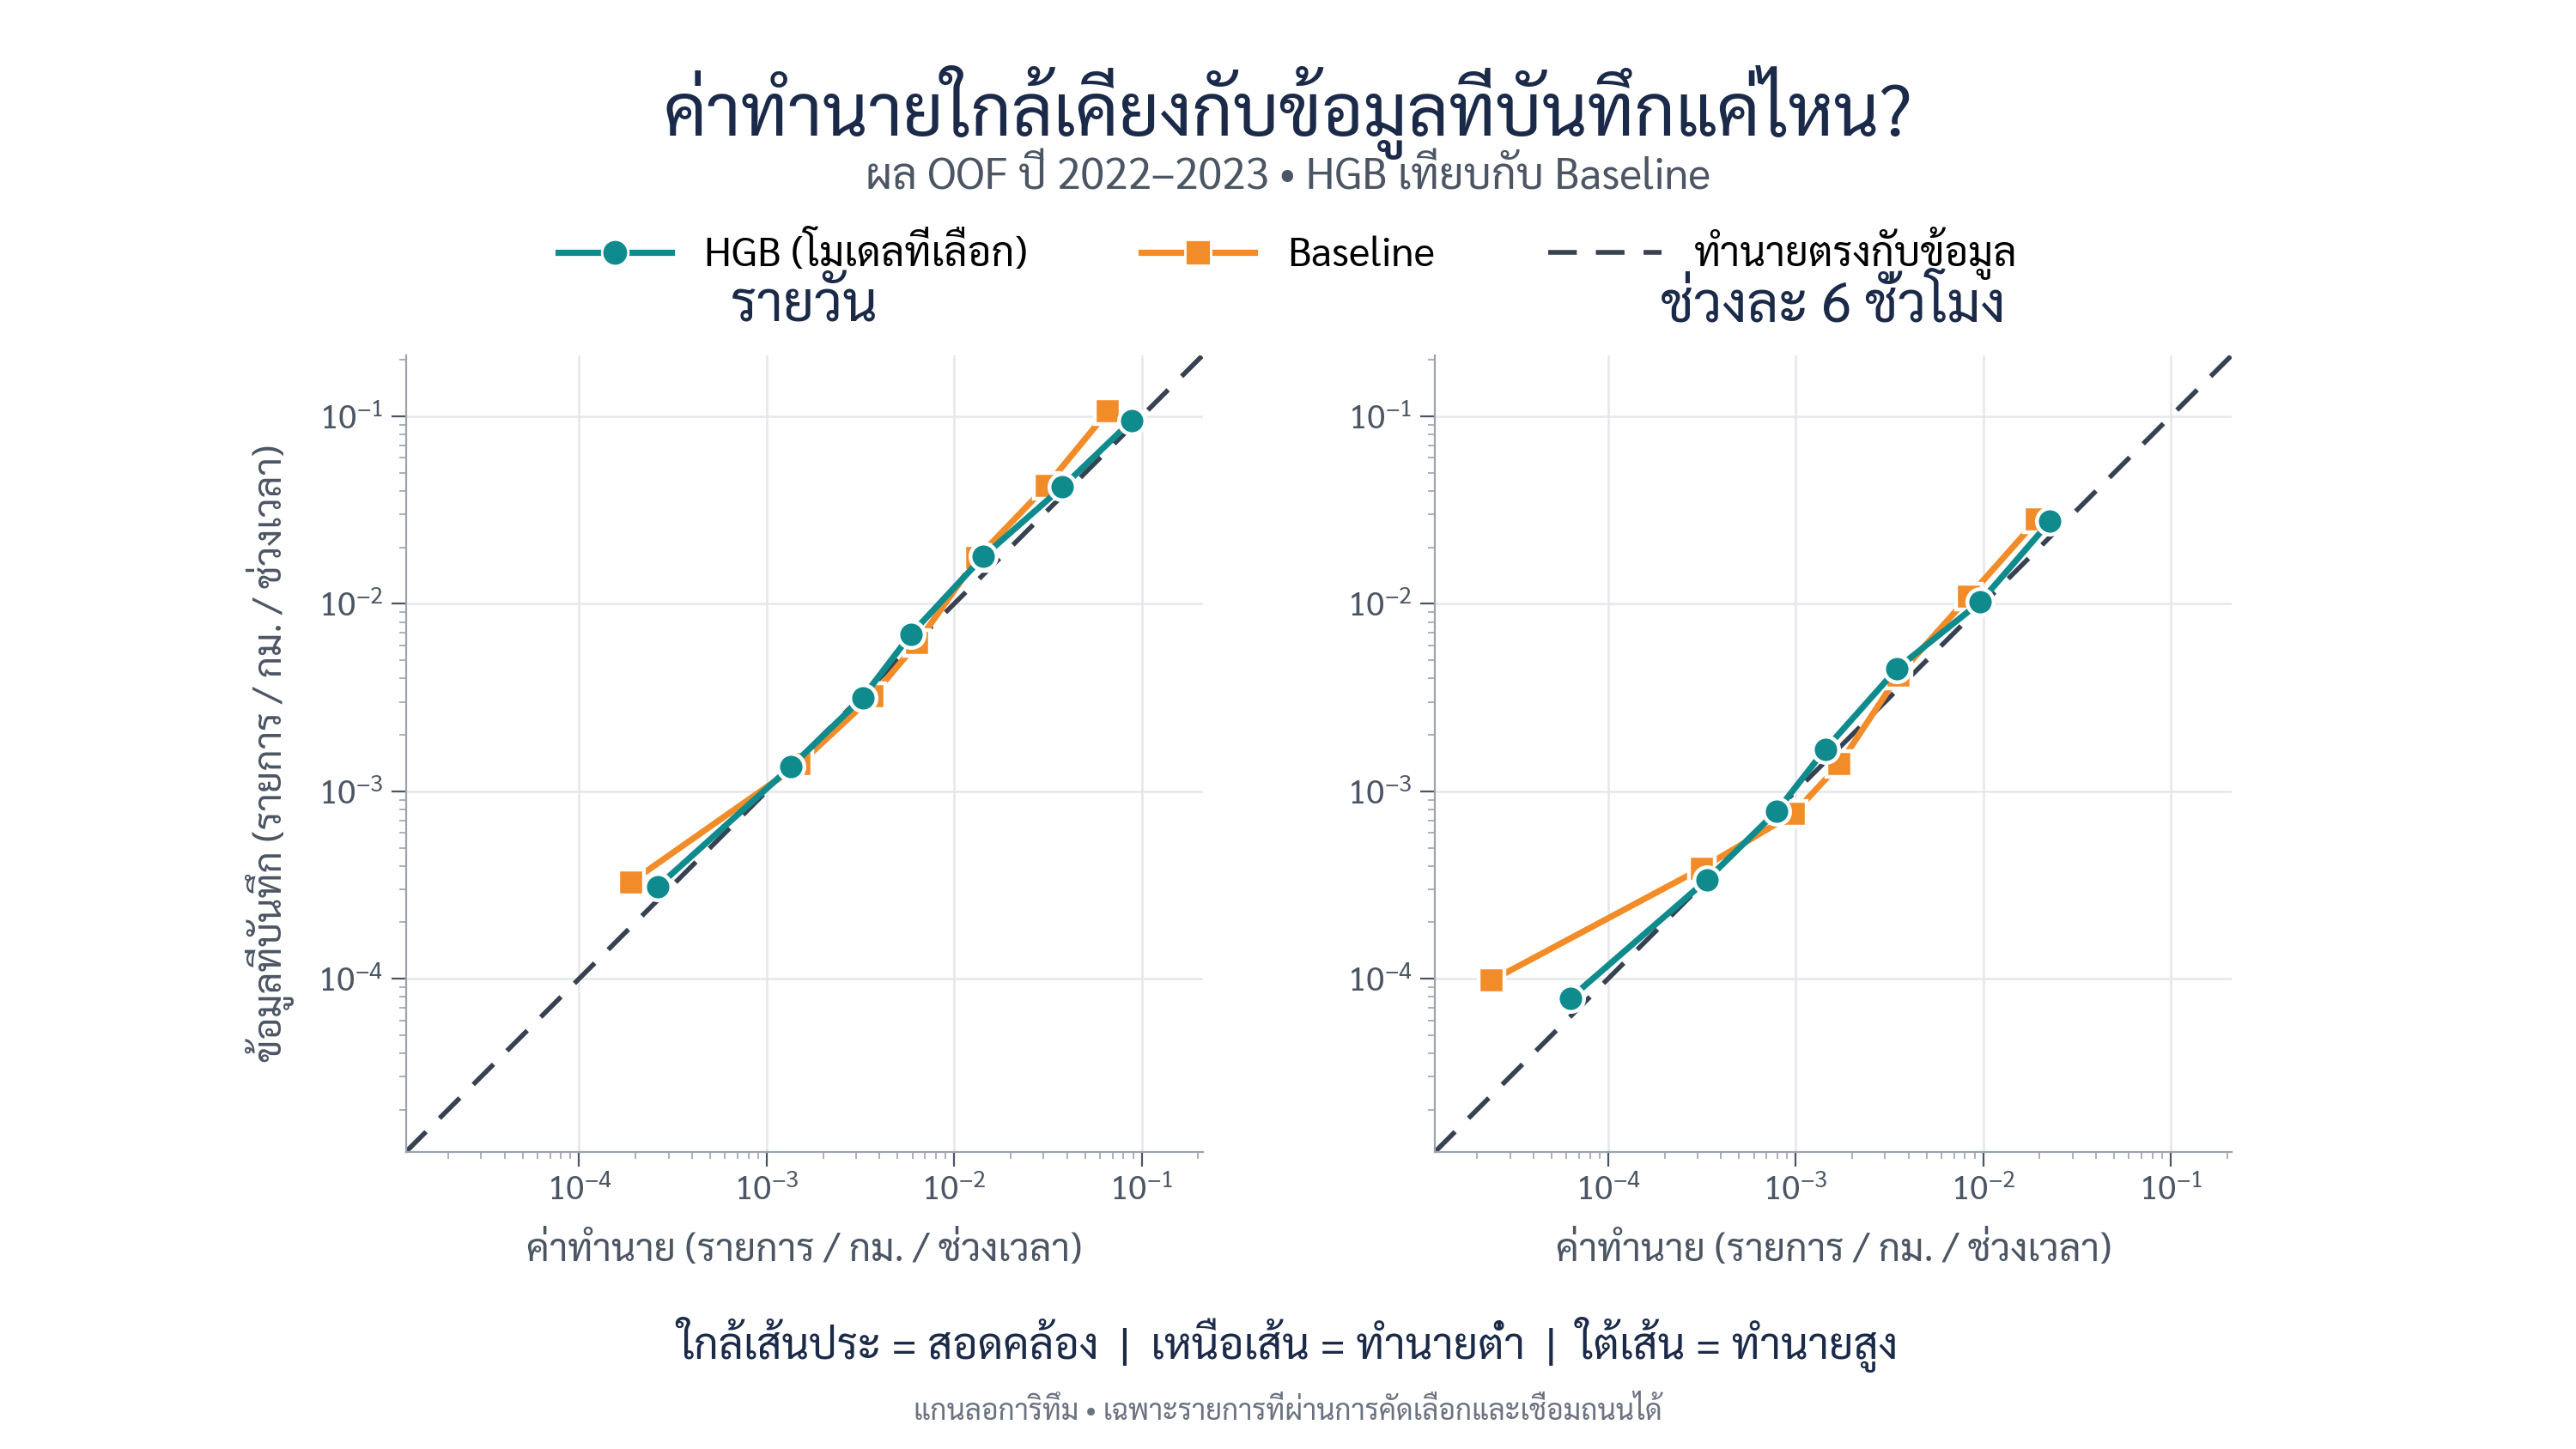 ค่าทำนายใกล้เคียงกับข้อมูลที่บันทึกแค่ไหน?
ผล OOF ปี 2022–2023 • HGB เทียบกับ Baseline
HGB (โมเดลที่เลือก) Baseline ทำนายตรงกับข้อมูล
รายวัน
ช่วงละ 6 ชั่วโมง
ข้อมูลที่บันทึก (รายการ / กม. / ช่วงเวลา)
10⁻¹
10⁻²
10⁻³
10⁻⁴
10⁻⁴ 10⁻³ 10⁻² 10⁻¹
ค่าทำนาย (รายการ / กม. / ช่วงเวลา)
10⁻¹
10⁻²
10⁻³
10⁻⁴
10⁻⁴ 10⁻³ 10⁻² 10⁻¹
ค่าทำนาย (รายการ / กม. / ช่วงเวลา)
ใกล้เส้นประ = สอดคล้อง | เหนือเส้น = ทำนายต่ำ | ใต้เส้น = ทำนายสูง
แกนลอการิทึม • เฉพาะรายการที่ผ่านการคัดเลือกและเชื่อมถนนได้